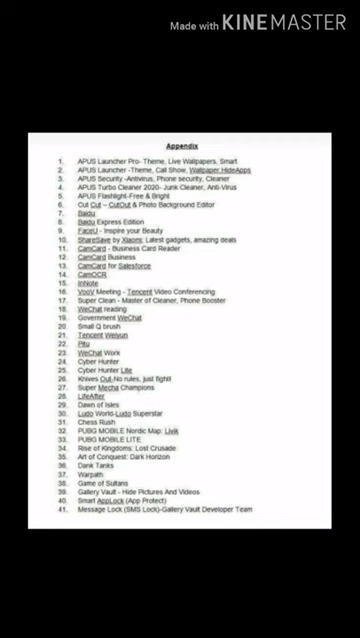 Made with KINEMASTER
Appendix
1. APUS Launcher Pro- Theme, Live Wallpapers, Smart
2. APUS Launcher -Theme, Call Show, Wallpaper, HideApps
3. APUS Security -Antivirus, Phone security, Cleaner
4. APUS Turbo Cleaner 2020- Junk Cleaner, Anti-Virus
5. APUS Flashlight-Free & Bright
6. Cut Cut – CutOut & Photo Background Editor
7. Baidu
8. Baidu Express Edition
9. FaceU - Inspire your Beauty
10. ShareSave by Xiaomi: Latest gadgets, amazing deals
11. CamCard - Business Card Reader
12. CamCard Business
13. CamCard for Salesforce
14. CamOCR
15. InNote
16. VooV Meeting - Tencent Video Conferencing
17. Super Clean - Master of Cleaner, Phone Booster
18. WeChat reading
19. Government WeChat
20. Small Q brush
21. Tencent Weiyun
22. Pitu
23. WeChat Work
24. Cyber Hunter
25. Cyber Hunter Lite
26. Knives Out-No rules, just fight!
27. Super Mecha Champions
28. LifeAfter
29. Dawn of Isles
30. Ludo World-Ludo Superstar
31. Chess Rush
32. PUBG MOBILE Nordic Map: Livik
33. PUBG MOBILE LITE
34. Rise of Kingdoms: Lost Crusade
35. Art of Conquest: Dark Horizon
36. Dank Tanks
37. Warpath
38. Game of Sultans
39. Gallery Vault - Hide Pictures And Videos
40. Smart AppLock (App Protect)
41. Message Lock (SMS Lock)-Gallery Vault Developer Team